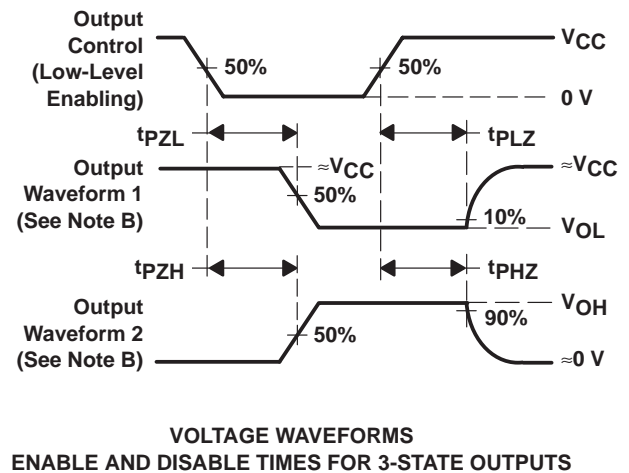 Output
Control
(Low-Level
Enabling)
50%
50%
VCC
0 V
tPZL
tPLZ
Output
Waveform 1
(See Note B)
≈VCC
50%
≈VCC
10%
VOL
tPZH
tPHZ
Output
Waveform 2
(See Note B)
50%
VOH
90%
≈0 V
VOLTAGE WAVEFORMS
ENABLE AND DISABLE TIMES FOR 3-STATE OUTPUTS